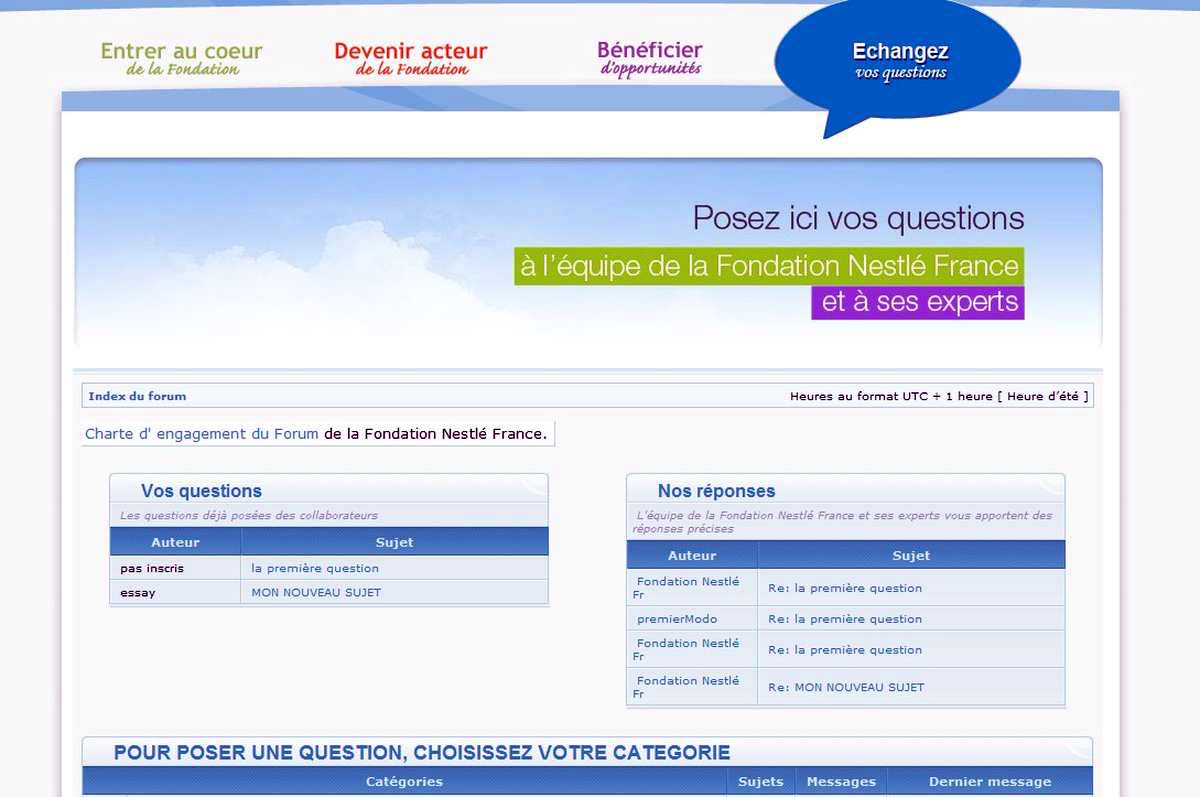 Entrer au coeur
de la Fondation
Devenir acteur
de la Fondation
Bénéficier
d'opportunités
Echangez
vos questions
Posez ici vos questions
à l'équipe de la Fondation Nestlé France
et à ses experts
Index du forum
Heures au format UTC + 1 heure [ Heure d'été ]
Charte d' engagement du Forum de la Fondation Nestlé France.
Vos questions
Les questions déjà posées des collaborateurs
Auteur Sujet
pas inscris la première question
essay MON NOUVEAU SUJET
Nos réponses
L'équipe de la Fondation Nestlé France et ses experts vous apportent des
réponses précises
Auteur Sujet
Fondation Nestlé
Fr
Re: la première question
premierModo Re: la première question
Fondation Nestlé
Fr
Re: la première question
Fondation Nestlé
Fr
Re: MON NOUVEAU SUJET
POUR POSER UNE QUESTION, CHOISISSEZ VOTRE CATEGORIE
Catégories Sujets Messages Dernier message